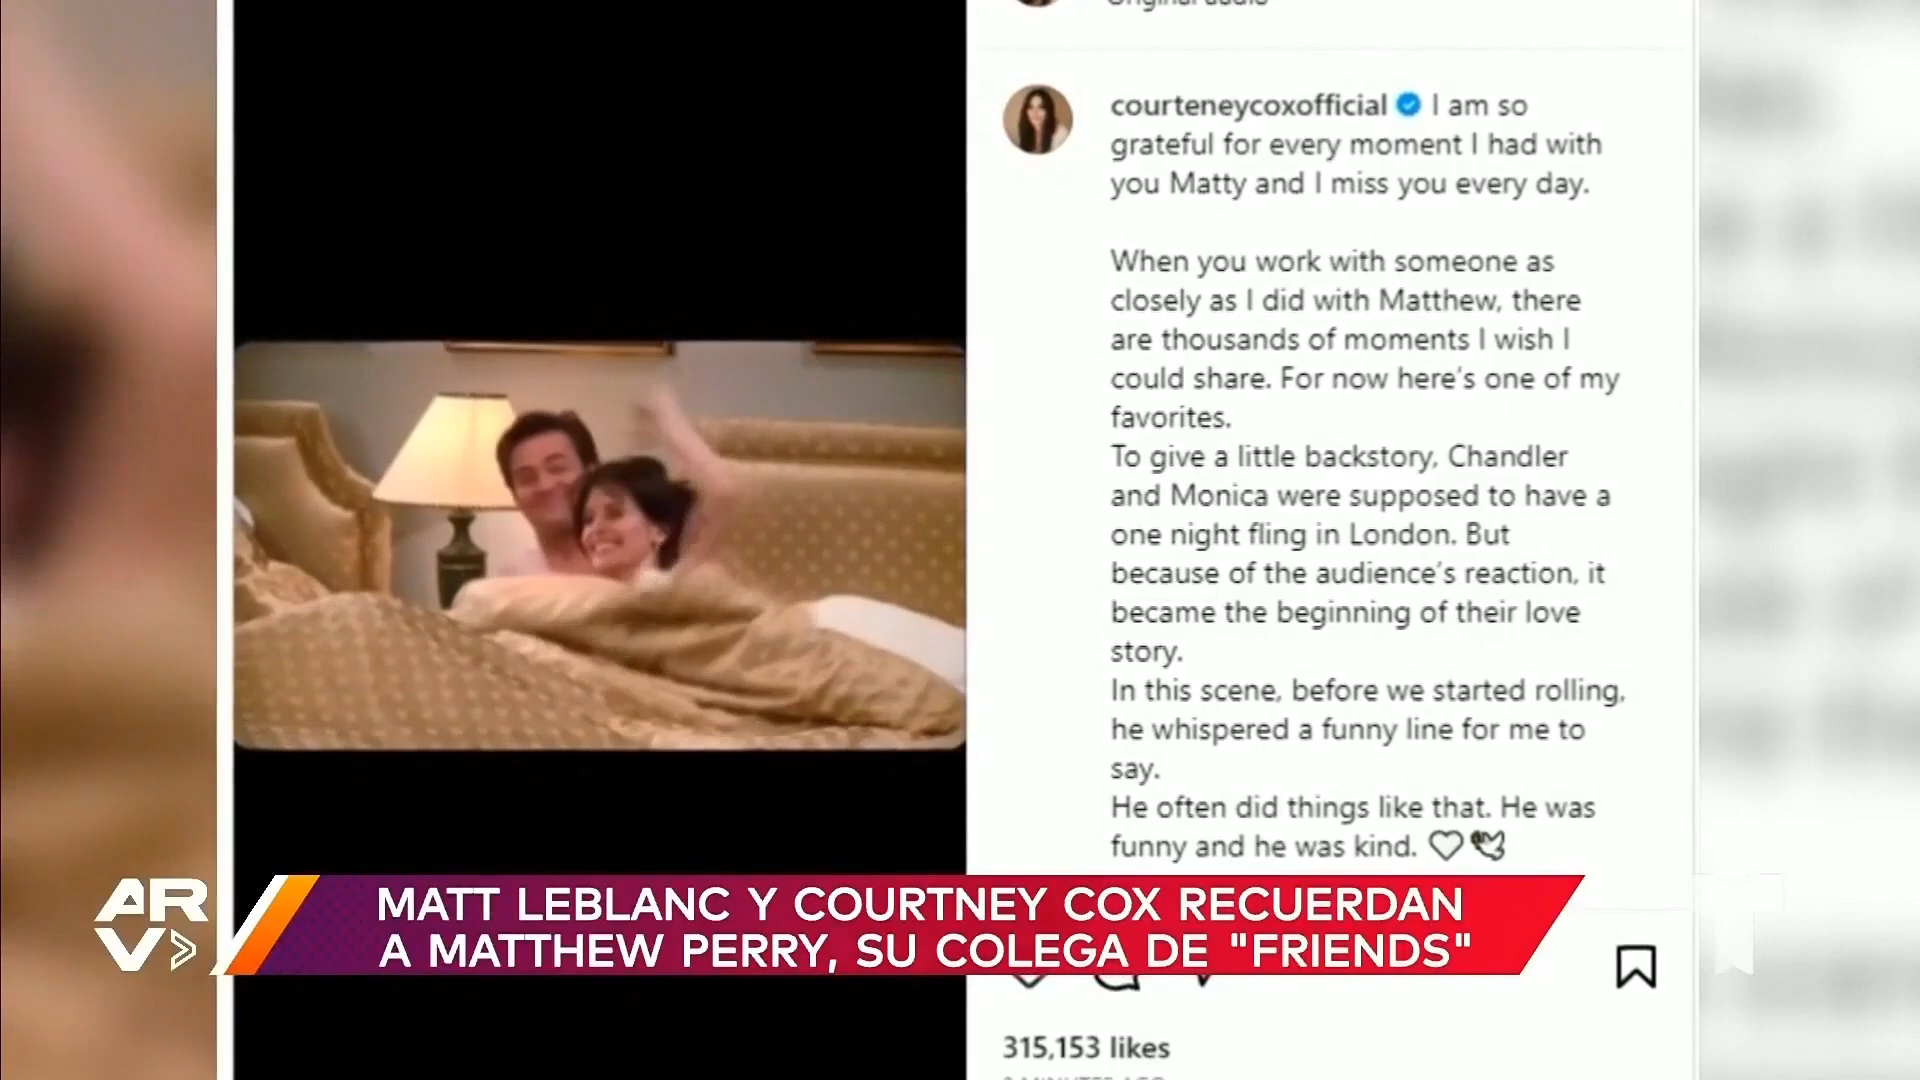 Original audio
courteneycoxofficial I am so
grateful for every moment I had with
you Matty and I miss you every day.
When you work with someone as
closely as I did with Matthew, there
are thousands of moments I wish I
could share. For now here's one of my
favorites.
To give a little backstory, Chandler
and Monica were supposed to have a
one night fling in London. But
because of the audience's reaction, it
became the beginning of their love
story.
In this scene, before we started rolling,
he whispered a funny line for me to
say.
He often did things like that. He was
funny and he was kind. 🤍🕊
ARV
MATT LEBLANC Y COURTNEY COX RECUERDAN
A MATTHEW PERRY, SU COLEGA DE "FRIENDS"
315,153 likes
MINUTES AGO